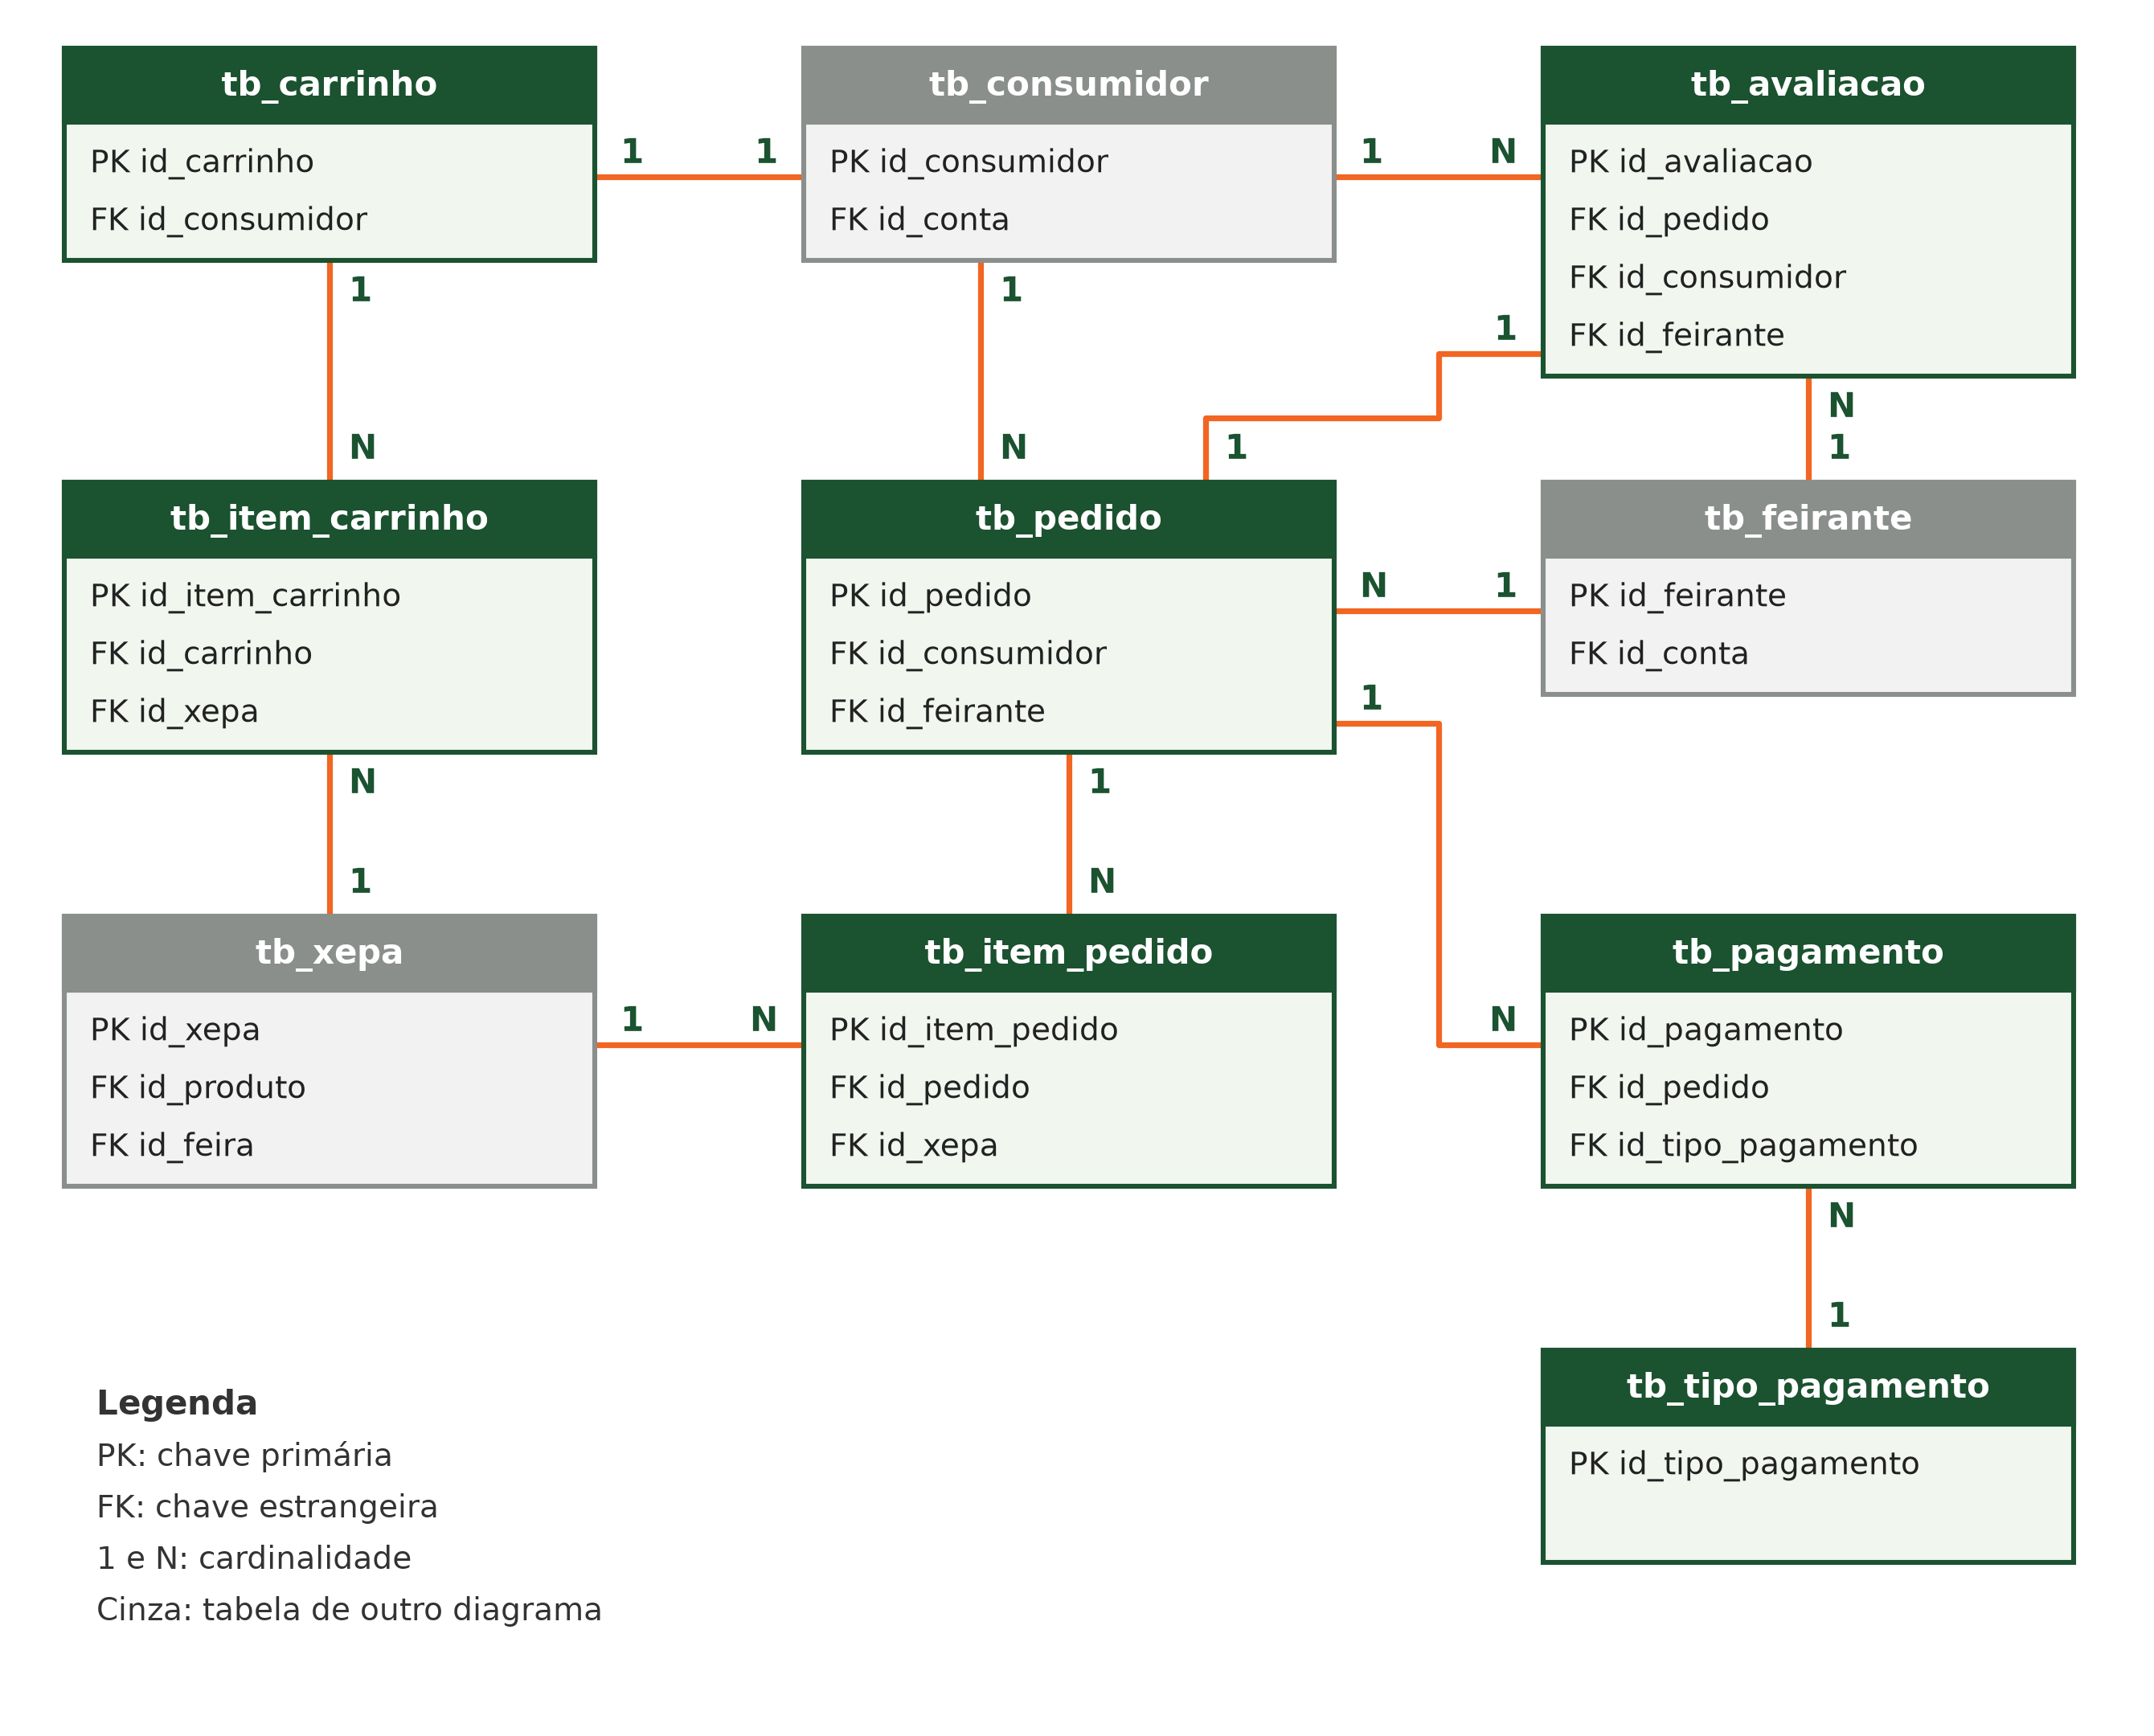 tb_carrinho
PK id_carrinho
FK id_consumidor
1
1
tb_consumidor
PK id_consumidor
FK id_conta
1
N
tb_avaliacao
PK id_avaliacao
FK id_pedido
FK id_consumidor
FK id_feirante
1
N
1
N
1
1
N
1
tb_item_carrinho
PK id_item_carrinho
FK id_carrinho
FK id_xepa
tb_pedido
PK id_pedido
FK id_consumidor
FK id_feirante
N
1
1
tb_feirante
PK id_feirante
FK id_conta
N
1
1
N
tb_xepa
PK id_xepa
FK id_produto
FK id_feira
1
N
tb_item_pedido
PK id_item_pedido
FK id_pedido
FK id_xepa
N
tb_pagamento
PK id_pagamento
FK id_pedido
FK id_tipo_pagamento
N
1
tb_tipo_pagamento
PK id_tipo_pagamento
Legenda
PK: chave primária
FK: chave estrangeira
1 e N: cardinalidade
Cinza: tabela de outro diagrama